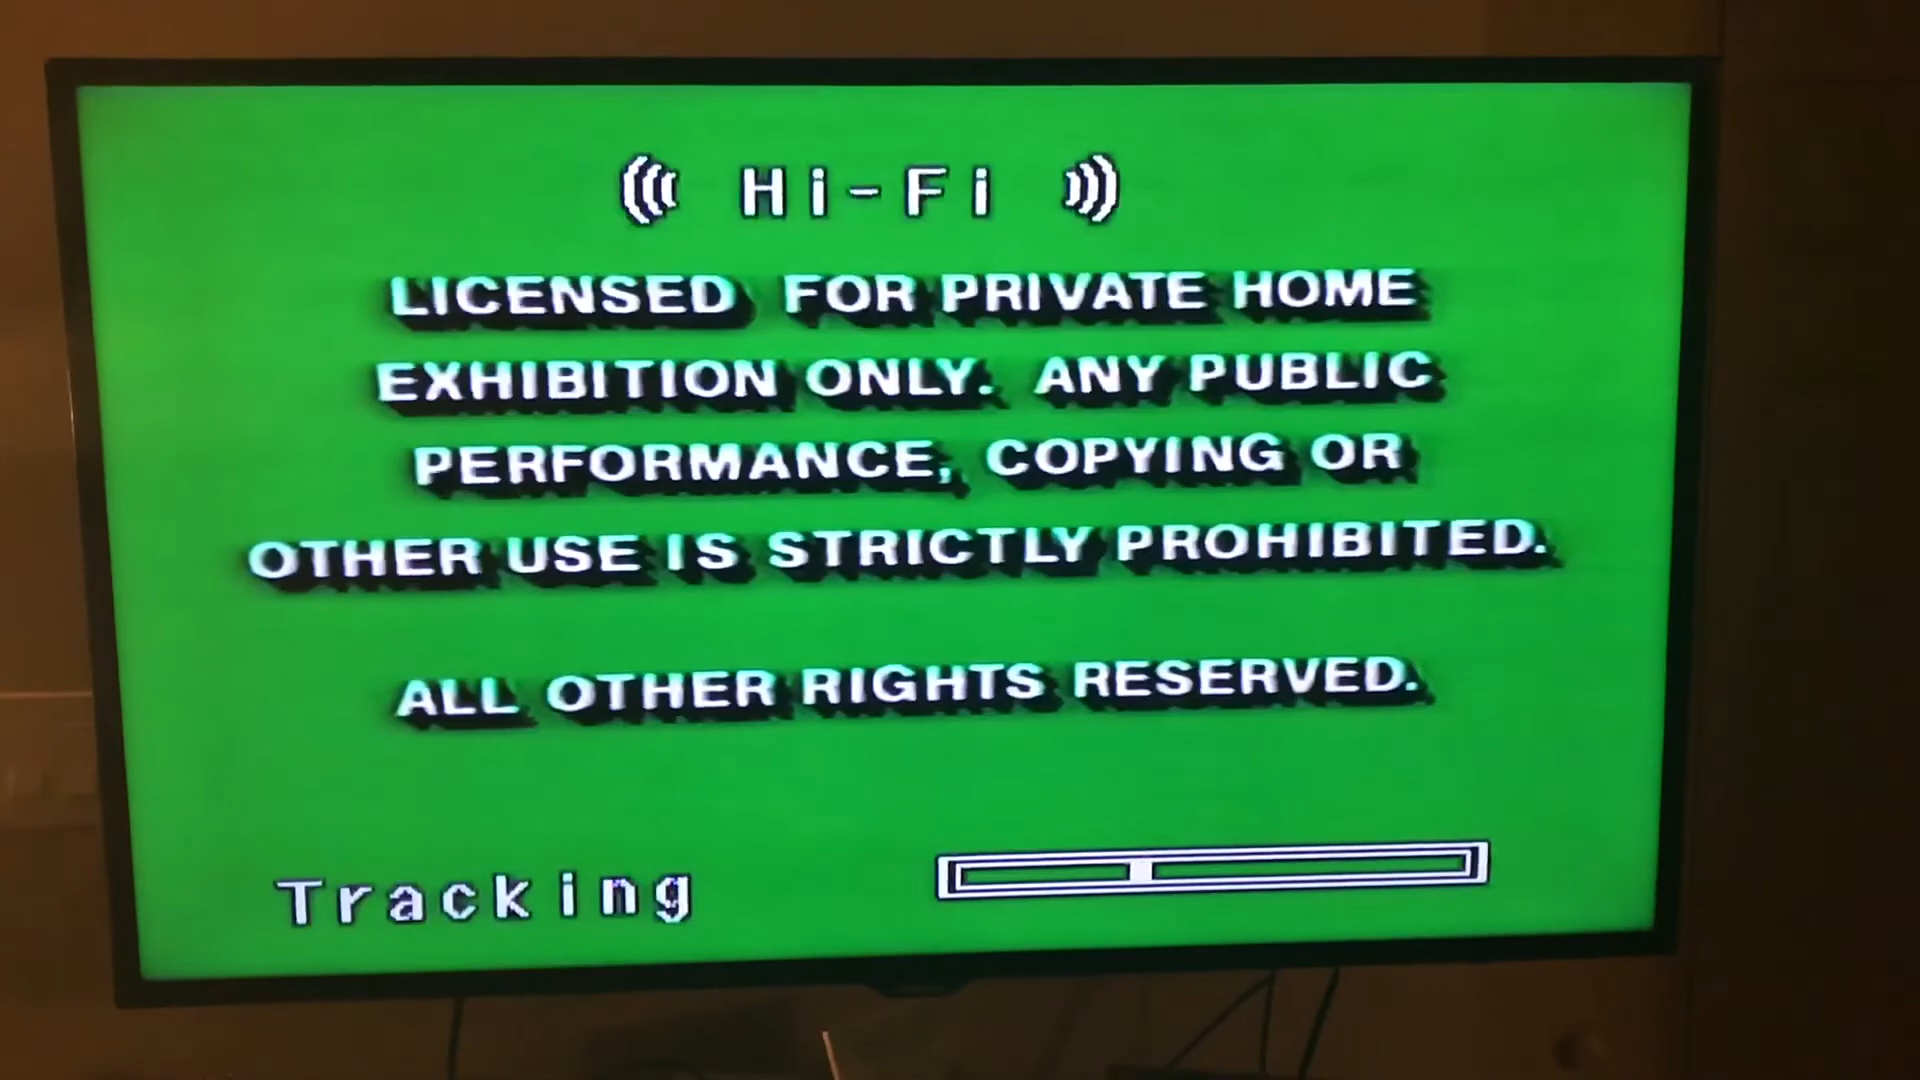 Hi-Fi
LICENSED FOR PRIVATE HOME
EXHIBITION ONLY. ANY PUBLIC
PERFORMANCE, COPYING OR
OTHER USE IS STRICTLY PROHIBITED.
ALL OTHER RIGHTS RESERVED.
Tracking